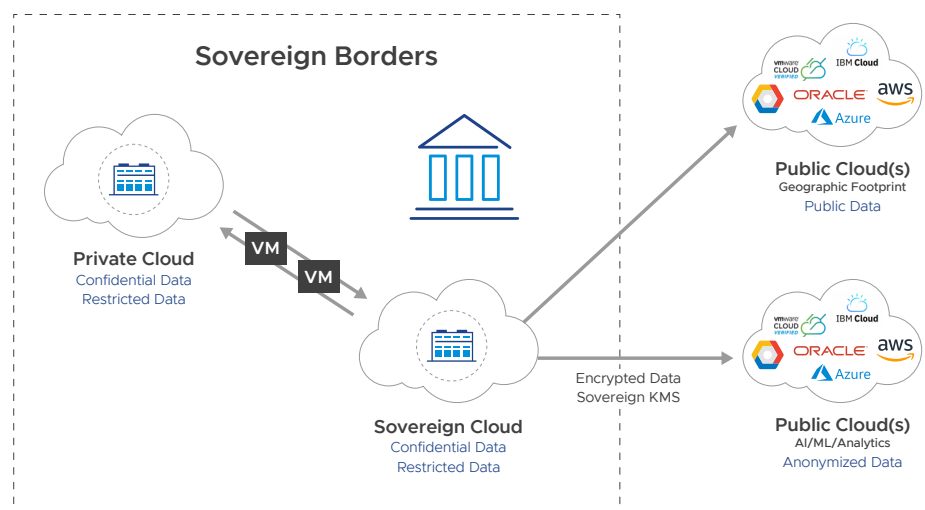 Sovereign Borders
Private Cloud
Confidential Data
Restricted Data
VM
VM
Sovereign Cloud
Confidential Data
Restricted Data
Encrypted Data
Sovereign KMS
vmware
CLOUD
VERIFIED
IBM Cloud
ORACLE
aws
Azure
Public Cloud(s)
Geographic Footprint
Public Data
vmware
CLOUD
VERIFIED
IBM Cloud
ORACLE
aws
Azure
Public Cloud(s)
AI/ML/Analytics
Anonymized Data